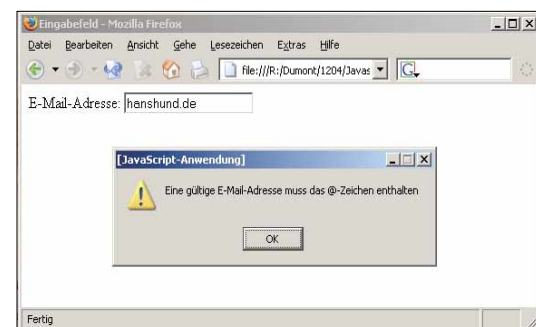 Eingabefeld - Mozilla Firefox
Datei Bearbeiten Ansicht Gehe Lesezeichen Extras Hilfe
file:///R:/Dumont/1204/Javas
G
E-Mail-Adresse: hanshund.de
[JavaScript-Anwendung]
Eine gültige E-Mail-Adresse muss das @-Zeichen enthalten
OK
Fertig